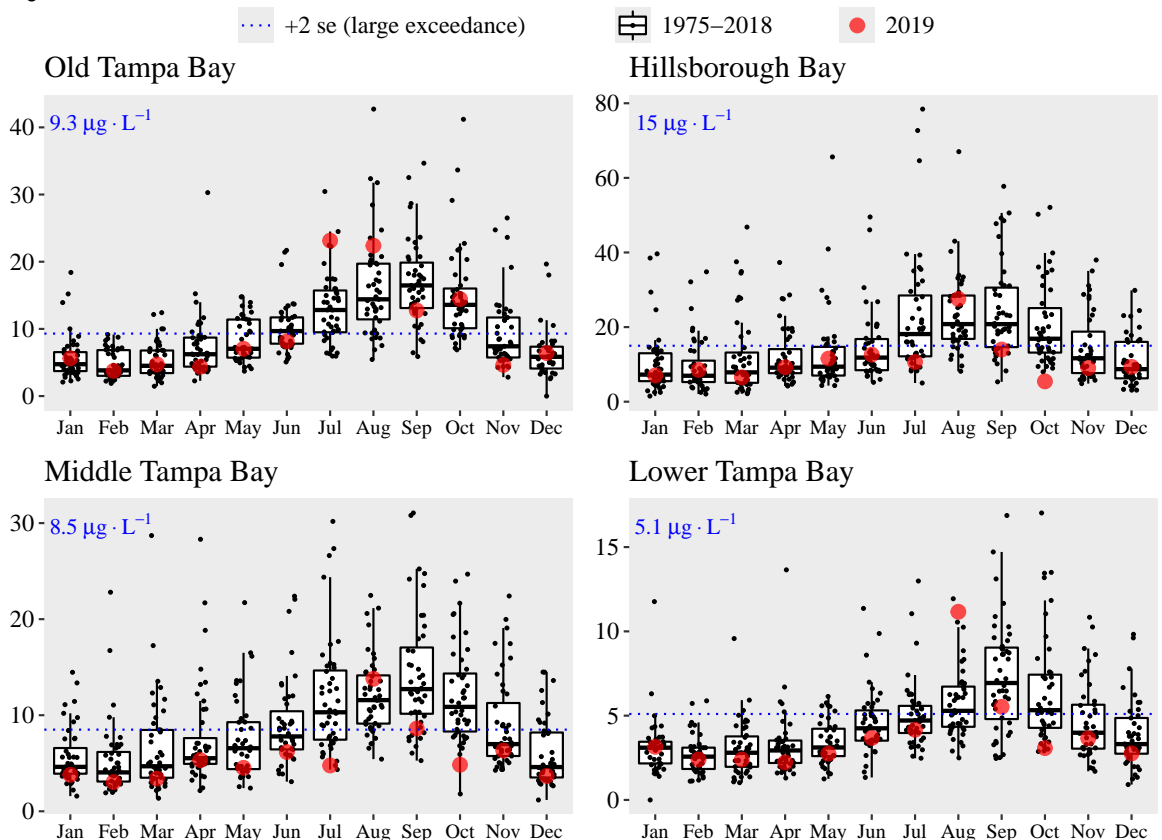 +2 se (large exceedance) 1975–2018 2019
Old Tampa Bay
9.3 μg · L⁻¹
40
30
20
10
0
Jan Feb Mar Apr May Jun Jul Aug Sep Oct Nov Dec
Hillsborough Bay
15 μg · L⁻¹
80
60
40
20
0
Jan Feb Mar Apr May Jun Jul Aug Sep Oct Nov Dec
Middle Tampa Bay
8.5 μg · L⁻¹
30
20
10
0
Jan Feb Mar Apr May Jun Jul Aug Sep Oct Nov Dec
Lower Tampa Bay
5.1 μg · L⁻¹
15
10
5
0
Jan Feb Mar Apr May Jun Jul Aug Sep Oct Nov Dec